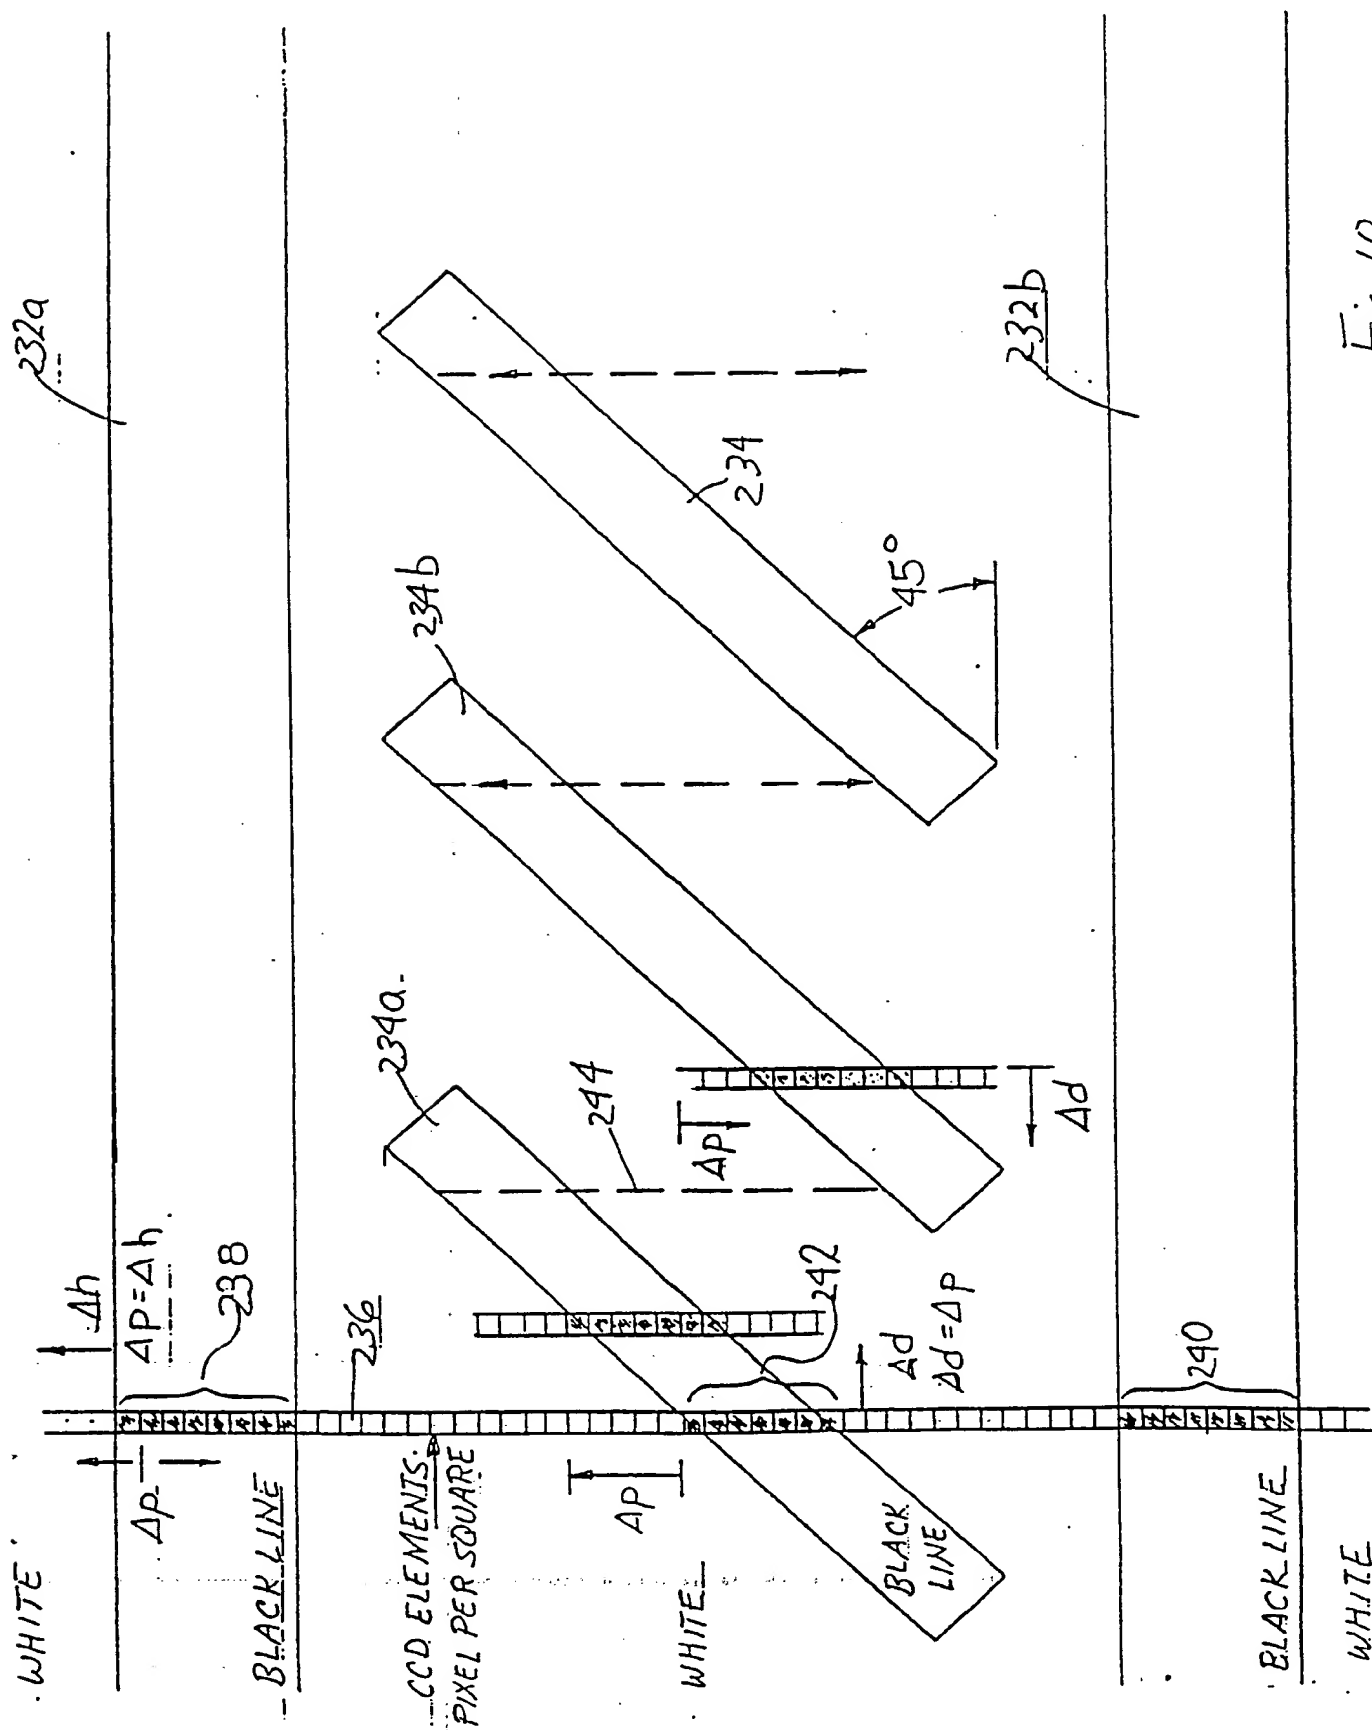 WHITE
232a
Δh
ΔP=Δh
Δp
238
BLACK LINE
236
234a
234b
CCD ELEMENTS:
PIXEL PER SQUARE
244
ΔP
WHITE
Δp
234
242
BLACK
LINE
45°
Δd
Δd=Δp
232b
Δd
240
BLACK LINE
WHITE